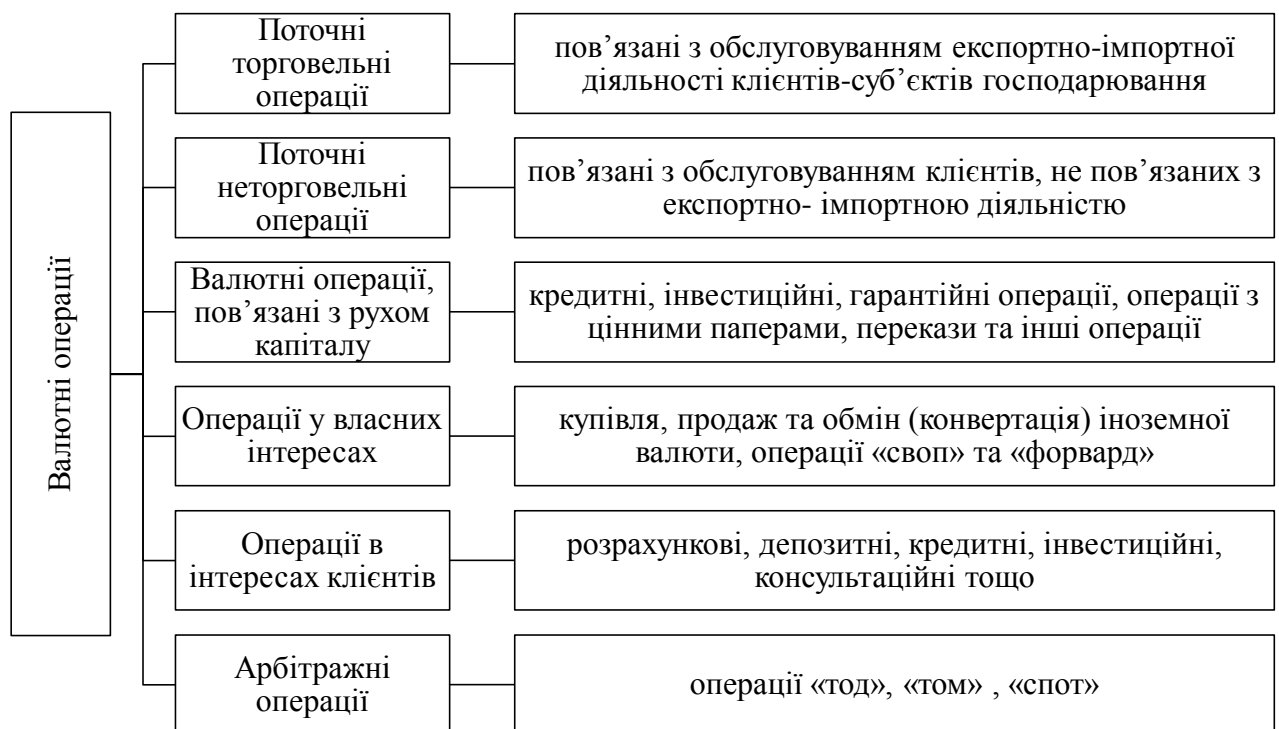 Валютні операції
Поточні
торговельні
операції
пов’язані з обслуговуванням експортно-імпортної
діяльності клієнтів-суб’єктів господарювання
Поточні
неторговельні
операції
пов’язані з обслуговуванням клієнтів, не пов’язаних з
експортно- імпортною діяльністю
Валютні операції,
пов’язані з рухом
капіталу
кредитні, інвестиційні, гарантійні операції, операції з
цінними паперами, перекази та інші операції
Операції у власних
інтересах
купівля, продаж та обмін (конвертація) іноземної
валюти, операції «своп» та «форвард»
Операції в
інтересах клієнтів
розрахункові, депозитні, кредитні, інвестиційні,
консультаційні тощо
Арбітражні
операції
операції «тод», «том» , «спот»